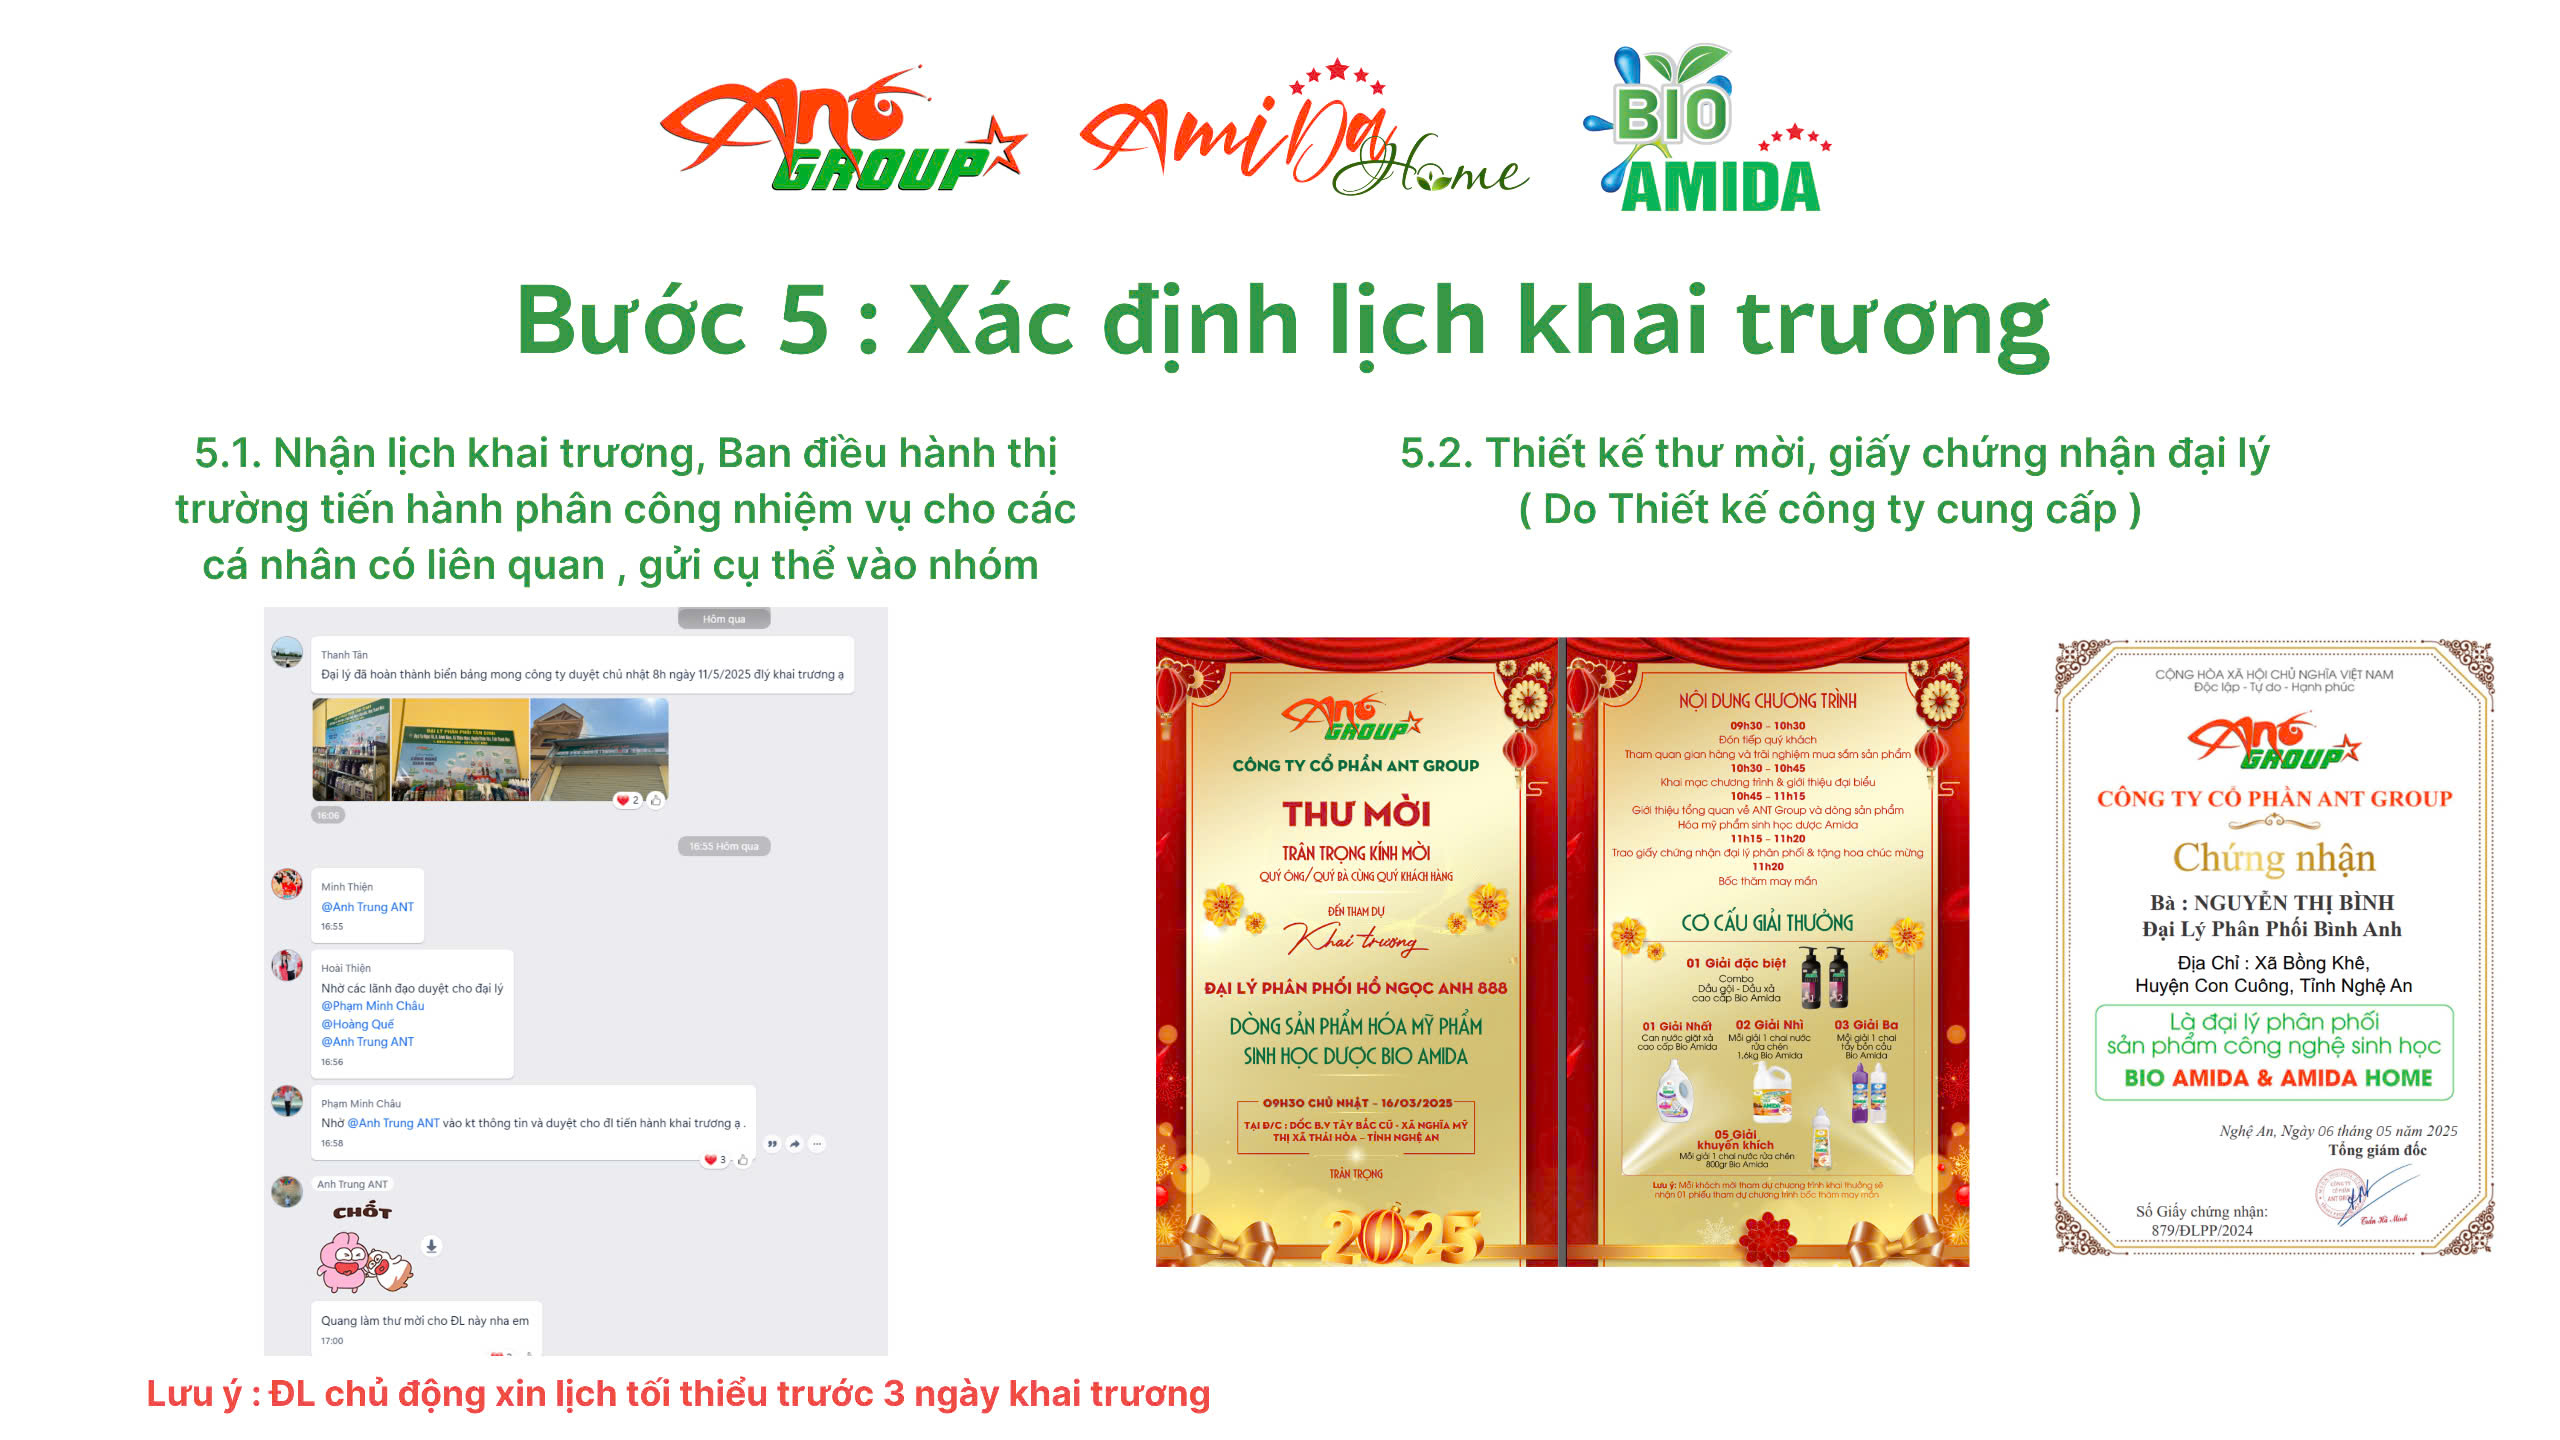 Ant
GROUP
AmiDa
Home
BIO
AMIDA
Bước 5 : Xác định lịch khai trương
5.1. Nhận lịch khai trương, Ban điều hành thị
trường tiến hành phân công nhiệm vụ cho các
cá nhân có liên quan , gửi cụ thể vào nhóm
Hôm qua
Thanh Tân
Đại lý đã hoàn thành biển bảng mong công ty duyệt chủ nhật 8h ngày 11/5/2025 đlý khai trương ạ
2
16:06
16:55 Hôm qua
Minh Thiện
@Anh Trung ANT
16:55
Hoài Thiện
Nhờ các lãnh đạo duyệt cho đại lý
@Phạm Minh Châu
@Hoàng Quế
@Anh Trung ANT
16:56
Phạm Minh Châu
Nhờ @Anh Trung ANT vào kt thông tin và duyệt cho đl tiến hành khai trương ạ .
16:58
3
Anh Trung ANT
CHỐT
Quang làm thư mời cho ĐL này nha em
17:00
Lưu ý : ĐL chủ động xin lịch tối thiểu trước 3 ngày khai trương
5.2. Thiết kế thư mời, giấy chứng nhận đại lý
( Do Thiết kế công ty cung cấp )
Ant
GROUP
CÔNG TY CỔ PHẦN ANT GROUP
THƯ MỜI
TRÂN TRỌNG KÍNH MỜI
QUÝ ÔNG/QUÝ BÀ CÙNG QUÝ KHÁCH HÀNG
ĐẾN THAM DỰ
Khai trương
ĐẠI LÝ PHÂN PHỐI HỒ NGỌC ANH 888
DÒNG SẢN PHẨM HÓA MỸ PHẨM
SINH HỌC DƯỢC BIO AMIDA
09H30 CHỦ NHẬT - 16/03/2025
TẠI Đ/C : DỐC B.V TÂY BẮC CŨ - XÃ NGHĨA MỸ
THỊ XÃ THÁI HÒA - TỈNH NGHỆ AN
TRÂN TRỌNG
2025
NỘI DUNG CHƯƠNG TRÌNH
09h30 – 10h30
Đón tiếp quý khách
Tham quan gian hàng và trãi nghiệm mua sắm sản phẩm
10h30 – 10h45
Khai mạc chương trình & giới thiệu đại biểu
10h45 – 11h15
Giới thiệu tổng quan về ANT Group và dòng sản phẩm
Hóa mỹ phẩm sinh học dược Amida
11h15 – 11h20
Trao giấy chứng nhận đại lý phân phối & tặng hoa chúc mừng
11h20
Bốc thăm may mắn
CƠ CẤU GIẢI THƯỞNG
01 Giải đặc biệt
Combo
Dầu gội - Dầu xả
cao cấp Bio Amida
01 Giải Nhất
Can nước giặt xả
cao cấp Bio Amida
02 Giải Nhì
Mỗi giải 1 chai nước
rửa chén
1,6kg Bio Amida
03 Giải Ba
Mỗi giải 1 chai
tẩy bồn cầu
Bio Amida
05 Giải
khuyến khích
Mỗi giải 1 chai nước rửa chén
800gr Bio Amida
Lưu ý: Mỗi khách mời tham dự chương trình khai trương sẽ
nhận 01 phiếu tham dự chương trình bốc thăm may mắn
CỘNG HÒA XÃ HỘI CHỦ NGHĨA VIỆT NAM
Độc lập - Tự do - Hạnh phúc
Ant
GROUP
CÔNG TY CỔ PHẦN ANT GROUP
Chứng nhận
Bà : NGUYỄN THỊ BÌNH
Đại Lý Phân Phối Bình Anh
Địa Chỉ : Xã Bồng Khê,
Huyện Con Cuông, Tỉnh Nghệ An
Là đại lý phân phối
sản phẩm công nghệ sinh học
BIO AMIDA & AMIDA HOME
Nghệ An, Ngày 06 tháng 05 năm 2025
Tổng giám đốc
Trần Hà Minh
Số Giấy chứng nhận:
879/ĐLPP/2024